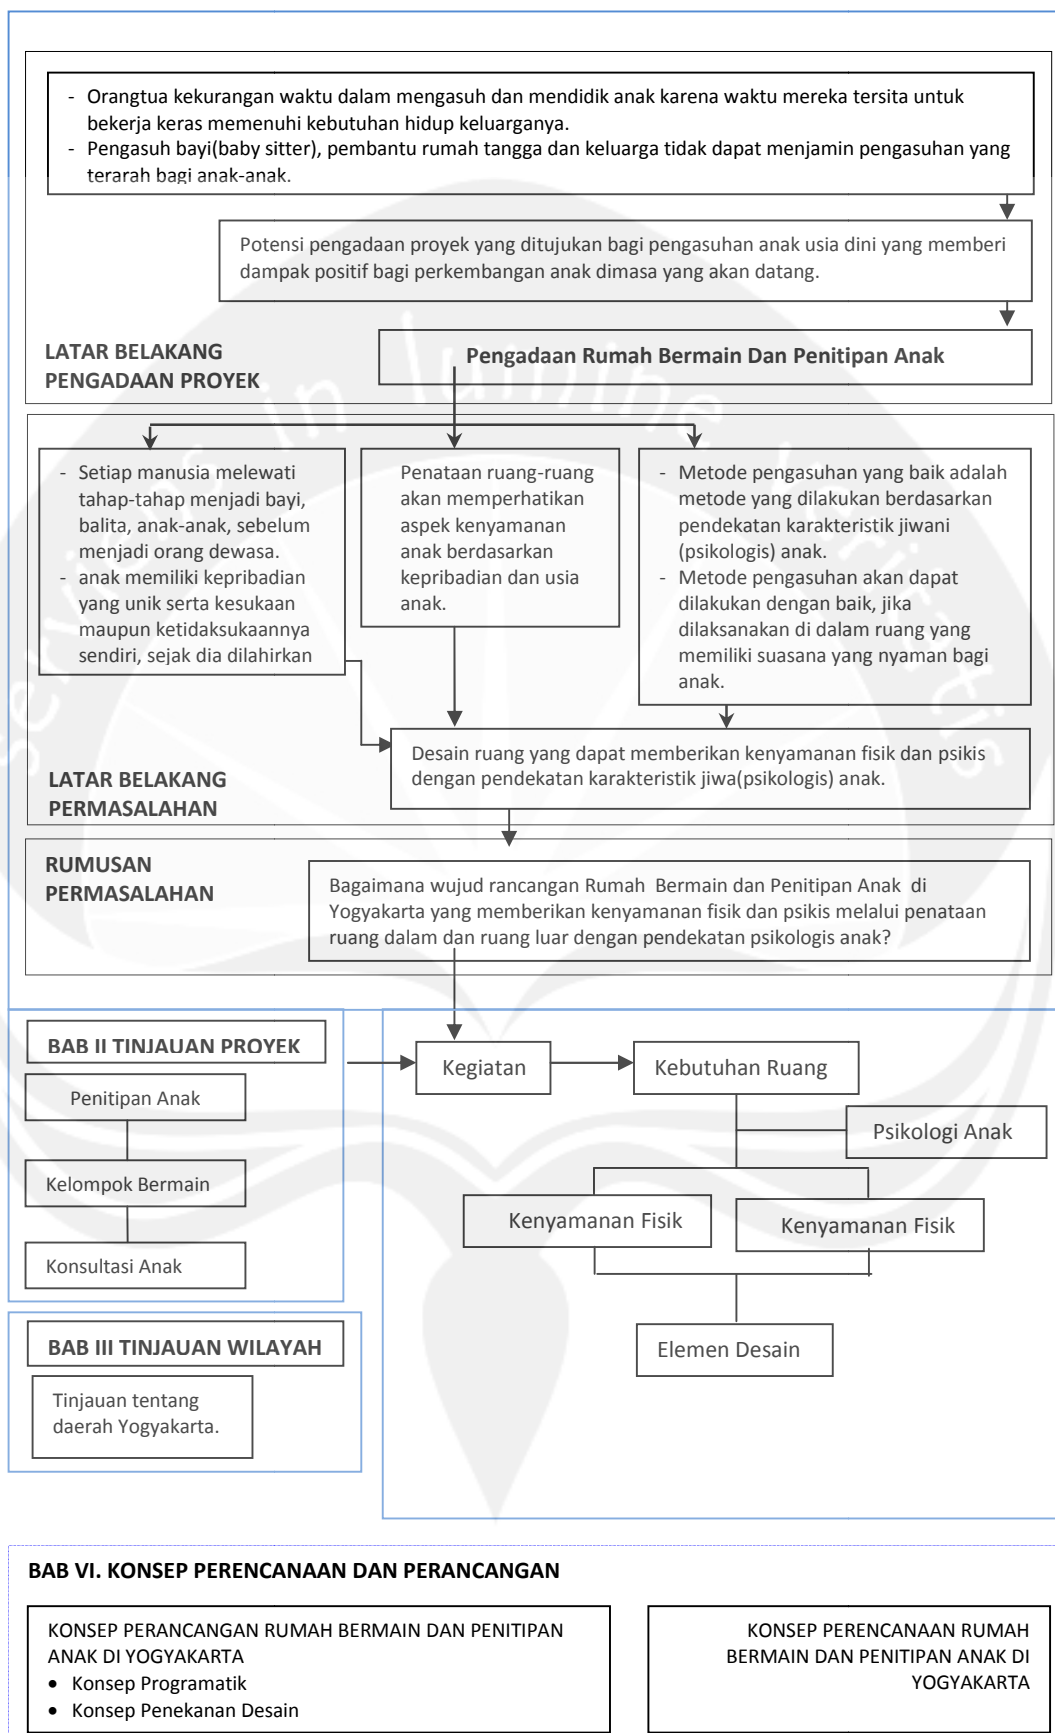 - Orangtua kekurangan waktu dalam mengasuh dan mendidik anak karena waktu mereka tersita untuk
bekerja keras memenuhi kebutuhan hidup keluarganya.
- Pengasuh bayi(baby sitter), pembantu rumah tangga dan keluarga tidak dapat menjamin pengasuhan yang
terarah bagi anak-anak.
Potensi pengadaan proyek yang ditujukan bagi pengasuhan anak usia dini yang memberi
dampak positif bagi perkembangan anak dimasa yang akan datang.
LATAR BELAKANG
PENGADAAN PROYEK
Pengadaan Rumah Bermain Dan Penitipan Anak
- Setiap manusia melewati
tahap-tahap menjadi bayi,
balita, anak-anak, sebelum
menjadi orang dewasa.
- anak memiliki kepribadian
yang unik serta kesukaan
maupun ketidaksukaannya
sendiri, sejak dia dilahirkan
Penataan ruang-ruang
akan memperhatikan
aspek kenyamanan
anak berdasarkan
kepribadian dan usia
anak.
- Metode pengasuhan yang baik adalah
metode yang dilakukan berdasarkan
pendekatan karakteristik jiwani
(psikologis) anak.
- Metode pengasuhan akan dapat
dilakukan dengan baik, jika
dilaksanakan di dalam ruang yang
memiliki suasana yang nyaman bagi
anak.
Desain ruang yang dapat memberikan kenyamanan fisik dan psikis
dengan pendekatan karakteristik jiwa(psikologis) anak.
LATAR BELAKANG
PERMASALAHAN
RUMUSAN
PERMASALAHAN
Bagaimana wujud rancangan Rumah Bermain dan Penitipan Anak di
Yogyakarta yang memberikan kenyamanan fisik dan psikis melalui penataan
ruang dalam dan ruang luar dengan pendekatan psikologis anak?
BAB II TINJAUAN PROYEK
Penitipan Anak
Kelompok Bermain
Konsultasi Anak
Kegiatan
Kebutuhan Ruang
Psikologi Anak
Kenyamanan Fisik
Kenyamanan Fisik
Elemen Desain
BAB III TINJAUAN WILAYAH
Tinjauan tentang
daerah Yogyakarta.
BAB VI. KONSEP PERENCANAAN DAN PERANCANGAN
KONSEP PERANCANGAN RUMAH BERMAIN DAN PENITIPAN
ANAK DI YOGYAKARTA
• Konsep Programatik
• Konsep Penekanan Desain
KONSEP PERENCANAAN RUMAH
BERMAIN DAN PENITIPAN ANAK DI
YOGYAKARTA
serviens in lumine veritatis